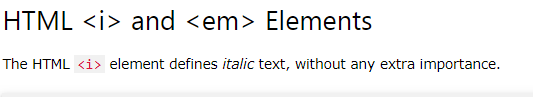 HTML <i> and <em> Elements
The HTML <i> element defines italic text, without any extra importance.